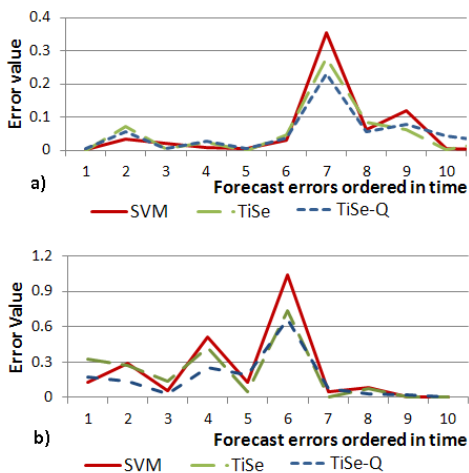 0.4
0.3
0.2
0.1
0
Error value
1 2 3 4 5 6 7 8 9 10
a)
Forecast errors ordered in time
SVM TiSe TiSe-Q
1.2
0.9
0.6
0.3
0
Error Value
1 2 3 4 5 6 7 8 9 10
b)
Forecast errors ordered in time
SVM TiSe TiSe-Q